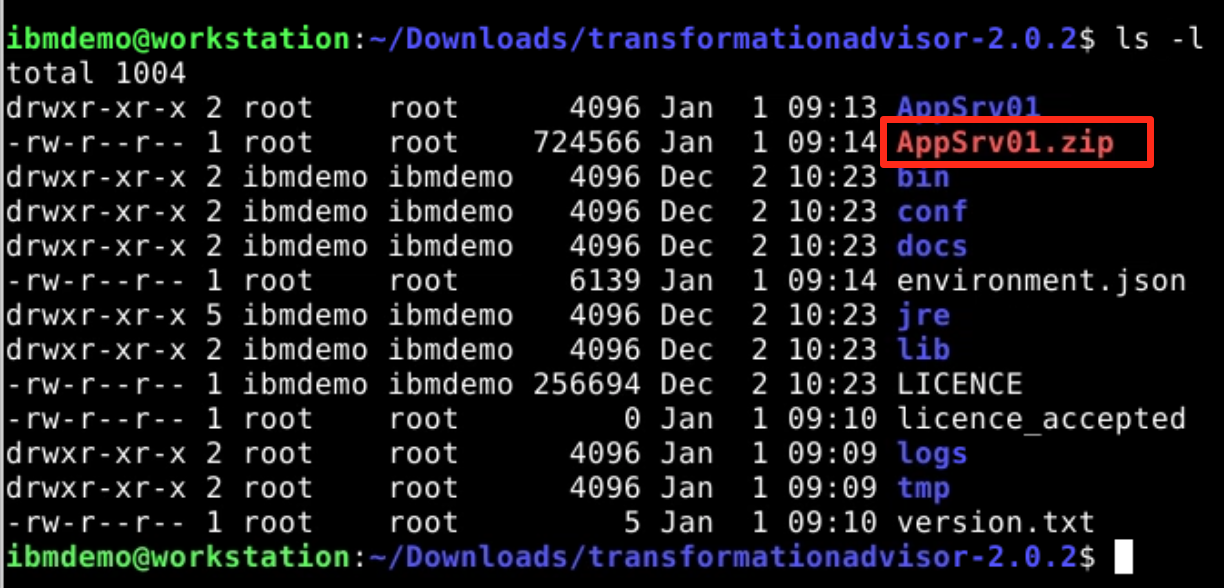 ibmdemo@workstation:~/Downloads/transformationadvisor-2.0.2$ ls -l
total 1004
drwxr-xr-x 2 root    root      4096 Jan  1 09:13 AppSrv01
-rw-r--r-- 1 root    root    724566 Jan  1 09:14 AppSrv01.zip
drwxr-xr-x 2 ibmdemo ibmdemo   4096 Dec  2 10:23 bin
drwxr-xr-x 2 ibmdemo ibmdemo   4096 Dec  2 10:23 conf
drwxr-xr-x 2 ibmdemo ibmdemo   4096 Dec  2 10:23 docs
-rw-r--r-- 1 root    root      6139 Jan  1 09:14 environment.json
drwxr-xr-x 5 ibmdemo ibmdemo   4096 Dec  2 10:23 jre
drwxr-xr-x 2 ibmdemo ibmdemo   4096 Dec  2 10:23 lib
-rw-r--r-- 1 ibmdemo ibmdemo 256694 Dec  2 10:23 LICENCE
-rw-r--r-- 1 root    root         0 Jan  1 09:10 licence_accepted
drwxr-xr-x 2 root    root      4096 Jan  1 09:09 logs
drwxr-xr-x 2 root    root      4096 Jan  1 09:09 tmp
-rw-r--r-- 1 root    root         5 Jan  1 09:10 version.txt
ibmdemo@workstation:~/Downloads/transformationadvisor-2.0.2$